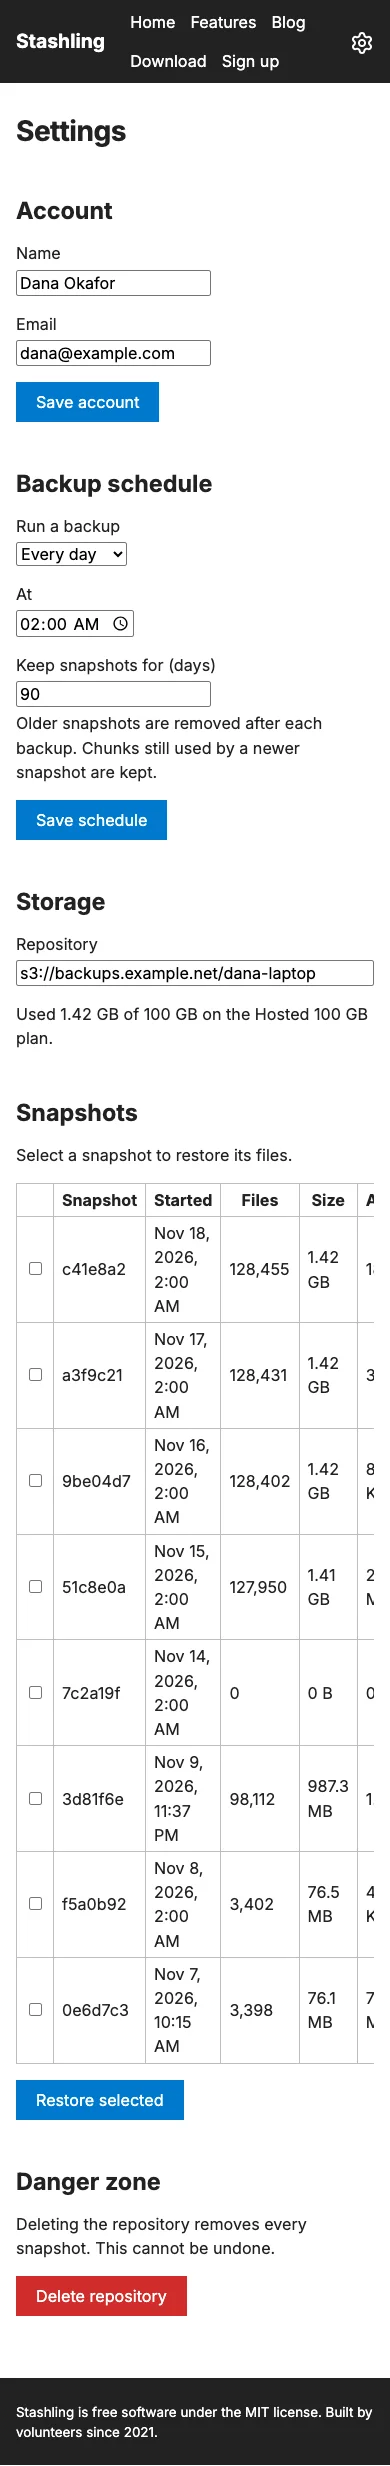 Stashling
Home Features Blog
Download Sign up
Settings
Account
Name
Dana Okafor
Email
dana@example.com
Save account
Backup schedule
Run a backup
Every day
At
02:00 AM
Keep snapshots for (days)
90
Older snapshots are removed after each
backup. Chunks still used by a newer
snapshot are kept.
Save schedule
Storage
Repository
s3://backups.example.net/dana-laptop
Used 1.42 GB of 100 GB on the Hosted 100 GB
plan.
Snapshots
Select a snapshot to restore its files.
Snapshot Started Files Size
c41e8a2 Nov 18, 2026, 2:00 AM 128,455 1.42 GB
a3f9c21 Nov 17, 2026, 2:00 AM 128,431 1.42 GB
9be04d7 Nov 16, 2026, 2:00 AM 128,402 1.42 GB
51c8e0a Nov 15, 2026, 2:00 AM 127,950 1.41 GB
7c2a19f Nov 14, 2026, 2:00 AM 0 0 B
3d81f6e Nov 9, 2026, 11:37 PM 98,112 987.3 MB
f5a0b92 Nov 8, 2026, 2:00 AM 3,402 76.5 MB
0e6d7c3 Nov 7, 2026, 10:15 AM 3,398 76.1 MB
Restore selected
Danger zone
Deleting the repository removes every
snapshot. This cannot be undone.
Delete repository
Stashling is free software under the MIT license. Built by
volunteers since 2021.